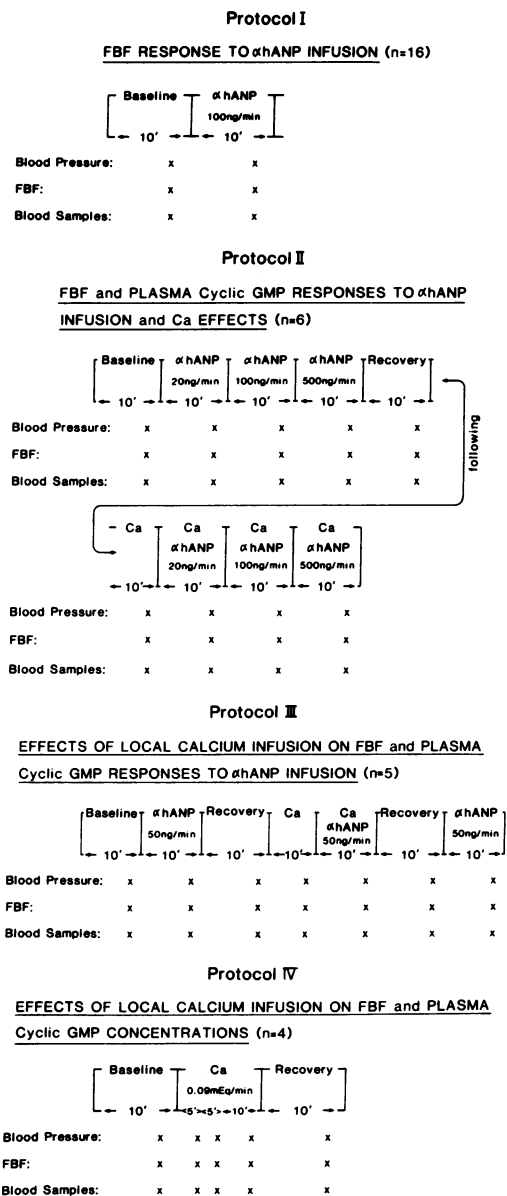 Protocol I
FBF RESPONSE TO αhANP INFUSION (n=16)
Baseline αhANP
100ng/min
10' 10'
Blood Pressure: x x
FBF: x x
Blood Samples: x x
Protocol II
FBF and PLASMA Cyclic GMP RESPONSES TO αhANP
INFUSION and Ca EFFECTS (n=6)
Baseline αhANP αhANP αhANP Recovery
20ng/min 100ng/min 500ng/min
10' 10' 10' 10' 10'
Blood Pressure: x x x x x
FBF: x x x x x
Blood Samples: x x x x x
following
Ca Ca Ca Ca
αhANP αhANP αhANP
20ng/min 100ng/min 500ng/min
10' 10' 10' 10'
Blood Pressure: x x x x
FBF: x x x x
Blood Samples: x x x x
Protocol III
EFFECTS OF LOCAL CALCIUM INFUSION ON FBF and PLASMA
Cyclic GMP RESPONSES TO αhANP INFUSION (n=5)
Baseline αhANP Recovery Ca Ca Recovery αhANP
50ng/min αhANP 50ng/min
50ng/min
10' 10' 10' 10' 10' 10' 10'
Blood Pressure: x x x x x x x
FBF: x x x x x x x
Blood Samples: x x x x x x x
Protocol IV
EFFECTS OF LOCAL CALCIUM INFUSION ON FBF and PLASMA
Cyclic GMP CONCENTRATIONS (n=4)
Baseline Ca Recovery
0.09mEq/min
10' <5'><5'> 10' 10'
Blood Pressure: x x x x x
FBF: x x x x x
Blood Samples: x x x x x